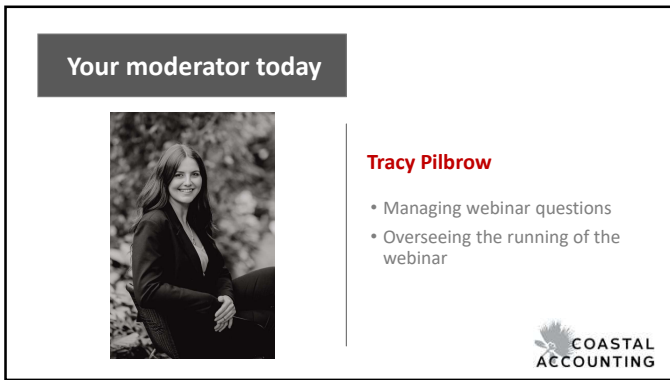 Your moderator today
Tracy Pilbrow
• Managing webinar questions
• Overseeing the running of the
webinar
COASTAL
ACCOUNTING